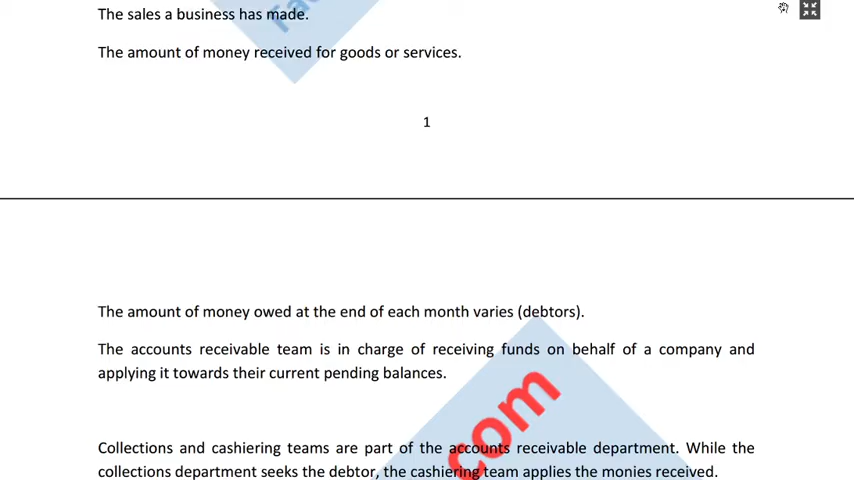 The sales a business has made.
The amount of money received for goods or services.
1
The amount of money owed at the end of each month varies (debtors).
The accounts receivable team is in charge of receiving funds on behalf of a company and
applying it towards their current pending balances.
com
Collections and cashiering teams are part of the accounts receivable department. While the
collections department seeks the debtor, the cashiering team applies the monies received.